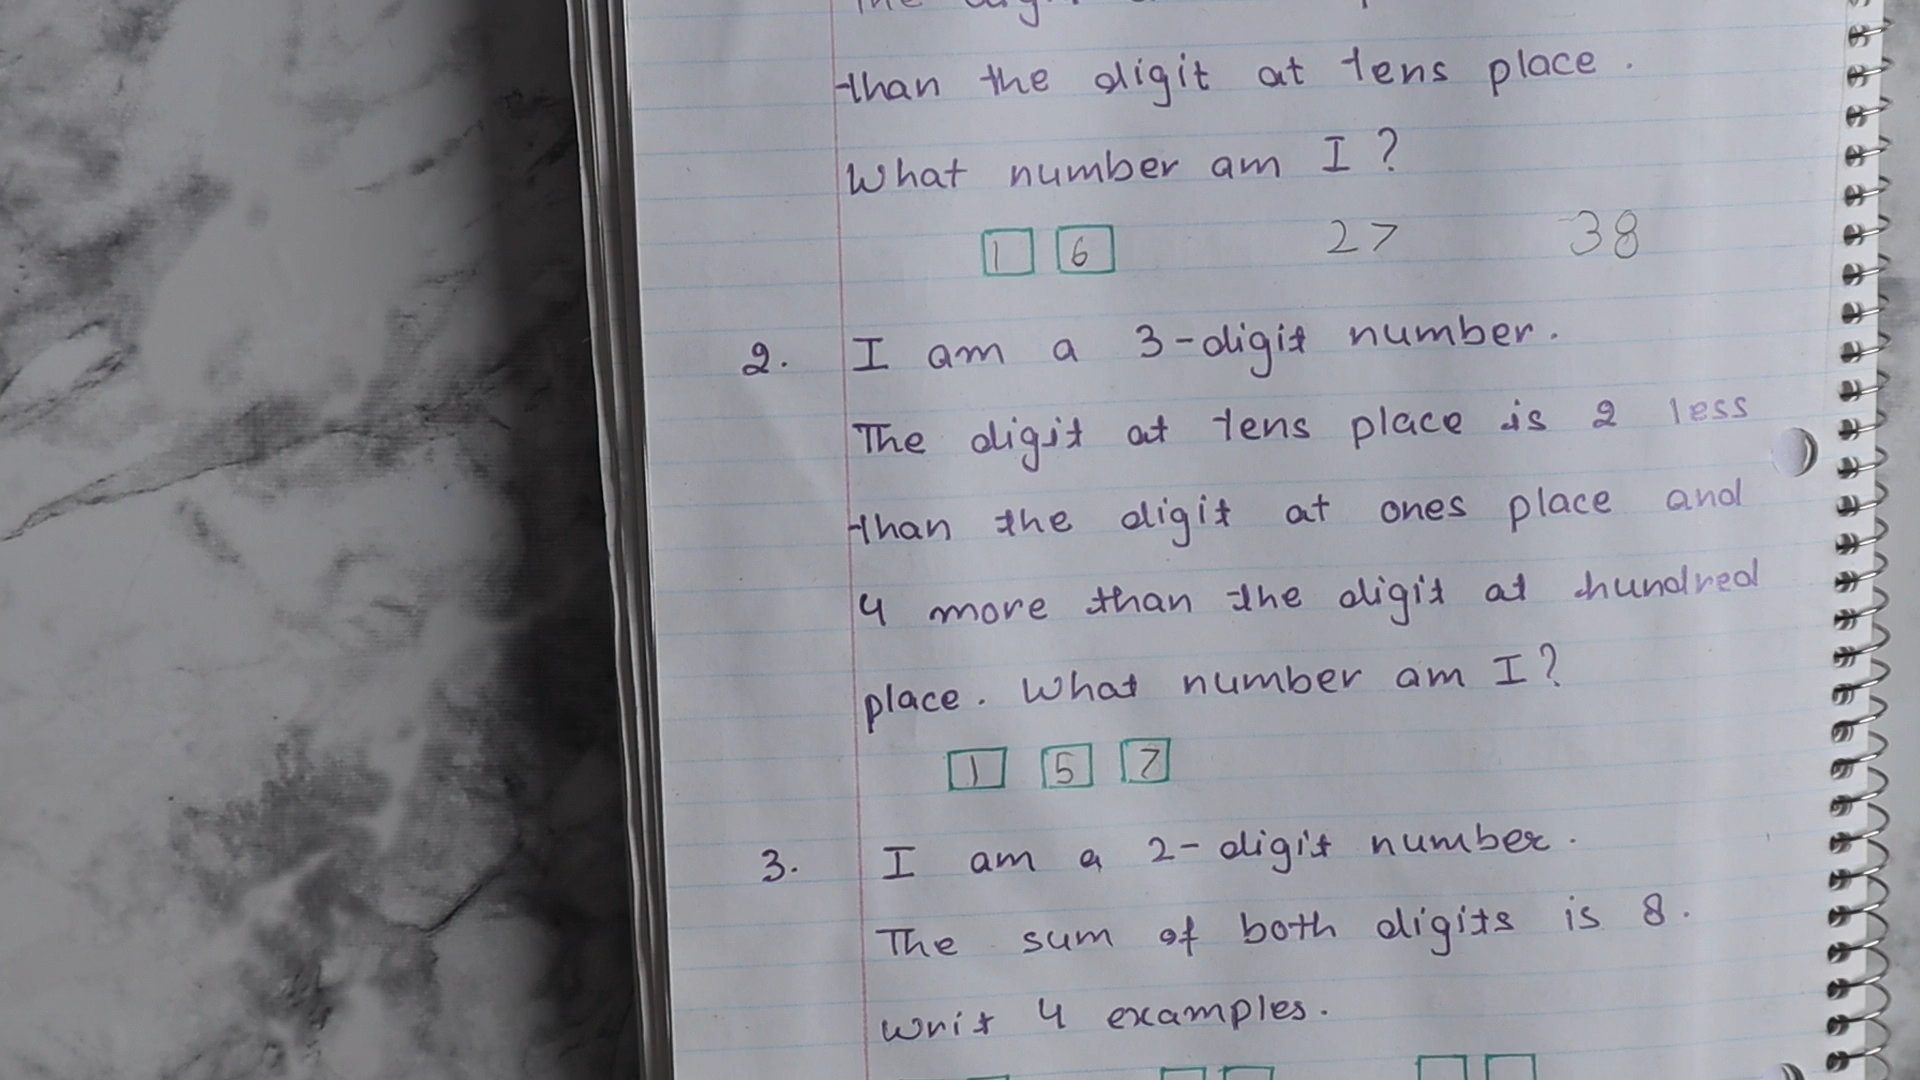 The
than the digit at tens place.
What number am I?
1 6 27 38
2. I am a 3-digit number.
The digit at tens place is 2 less
than the digit at ones place and
4 more than the digit at hundred
place. What number am I?
1 5 7
3. I am a 2-digit number.
The sum of both digits is 8.
writ 4 examples.